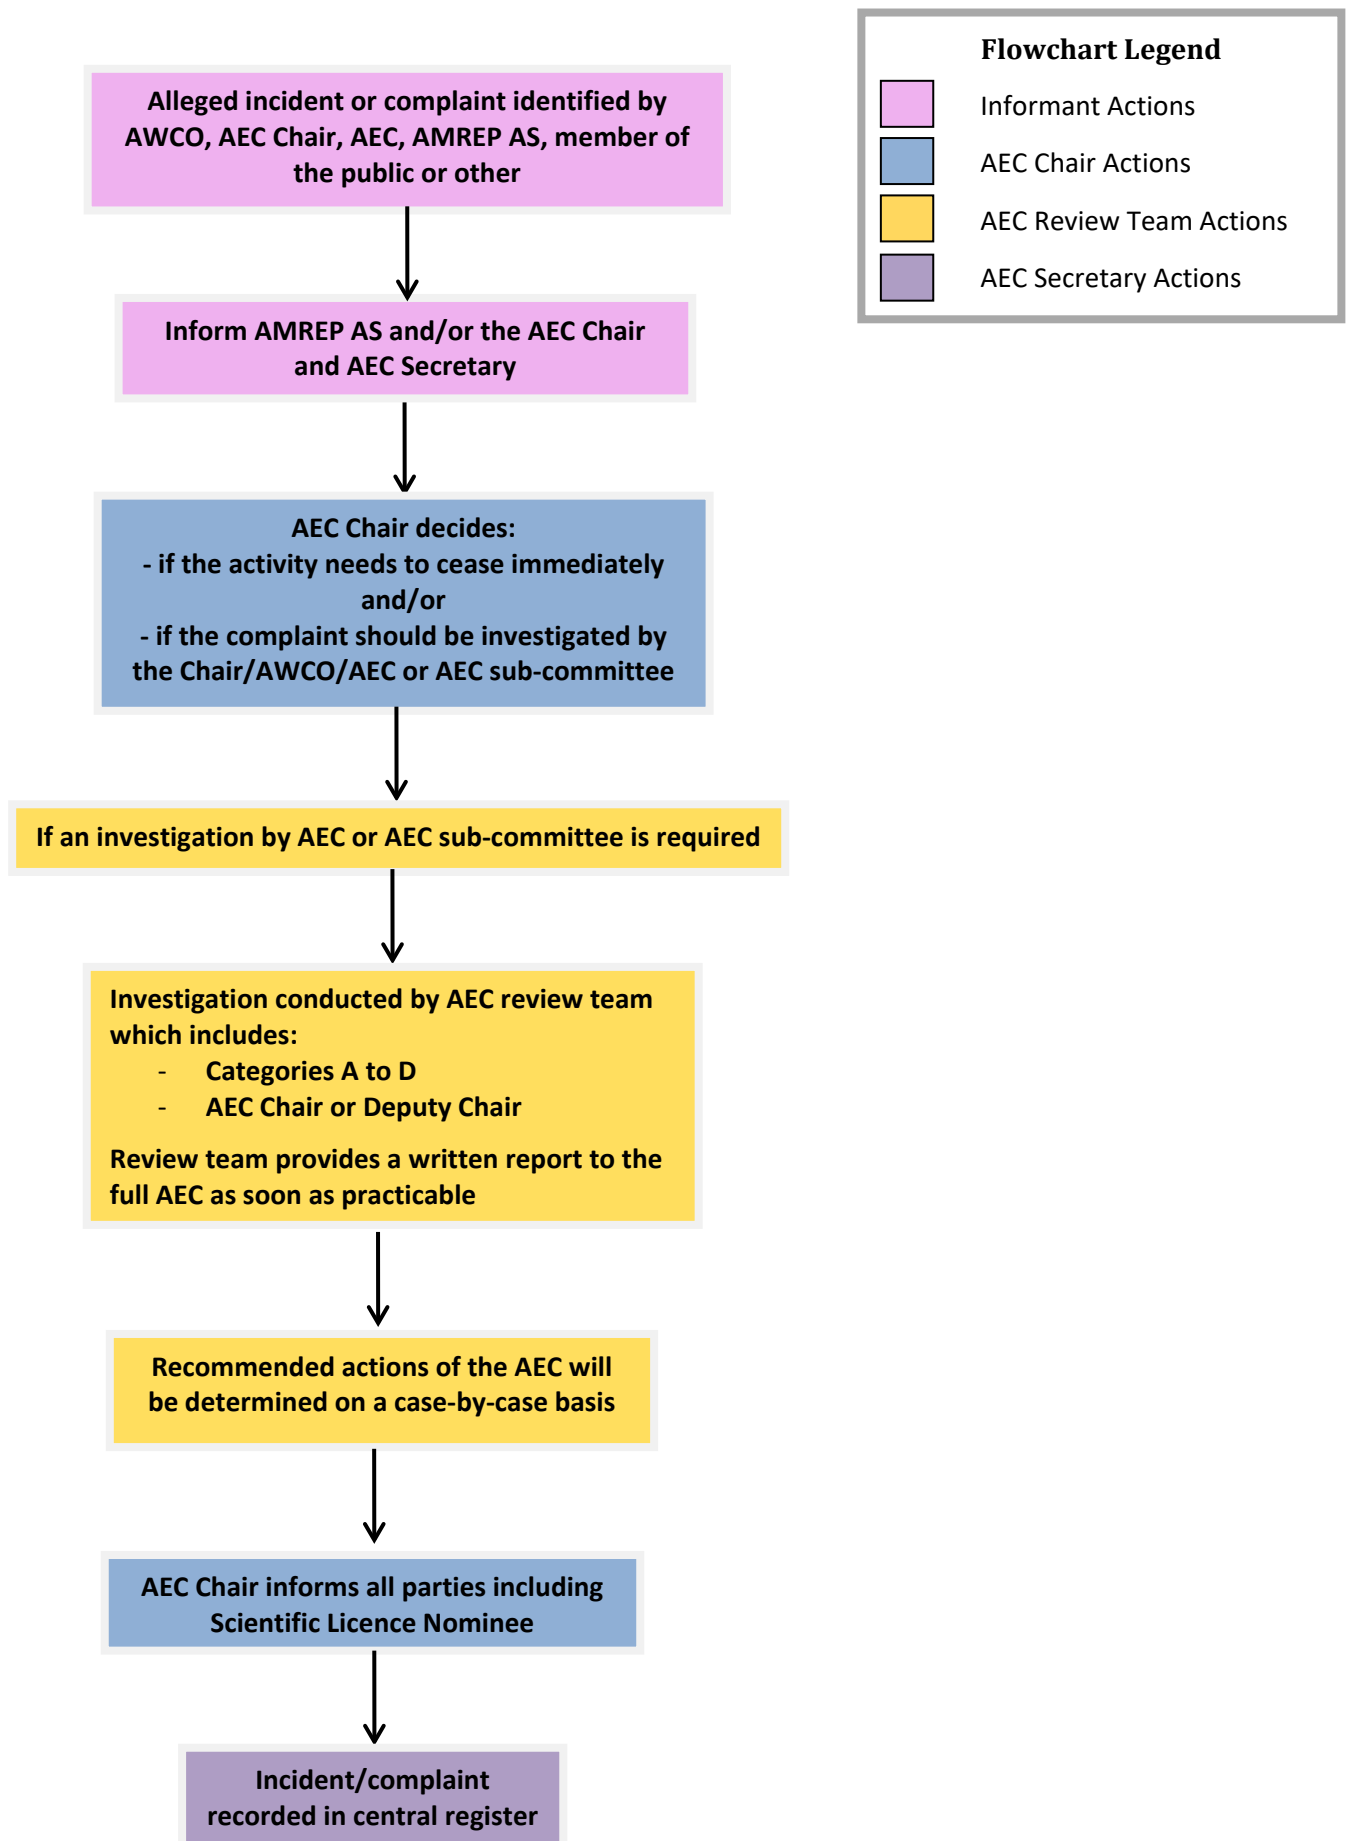 Flowchart Legend
Informant Actions
AEC Chair Actions
AEC Review Team Actions
AEC Secretary Actions
Alleged incident or complaint identified by
AWCO, AEC Chair, AEC, AMREP AS, member of
the public or other
Inform AMREP AS and/or the AEC Chair
and AEC Secretary
AEC Chair decides:
- if the activity needs to cease immediately
and/or
- if the complaint should be investigated by
the Chair/AWCO/AEC or AEC sub-committee
If an investigation by AEC or AEC sub-committee is required
Investigation conducted by AEC review team
which includes:
- Categories A to D
- AEC Chair or Deputy Chair
Review team provides a written report to the
full AEC as soon as practicable
Recommended actions of the AEC will
be determined on a case-by-case basis
AEC Chair informs all parties including
Scientific Licence Nominee
Incident/complaint
recorded in central register